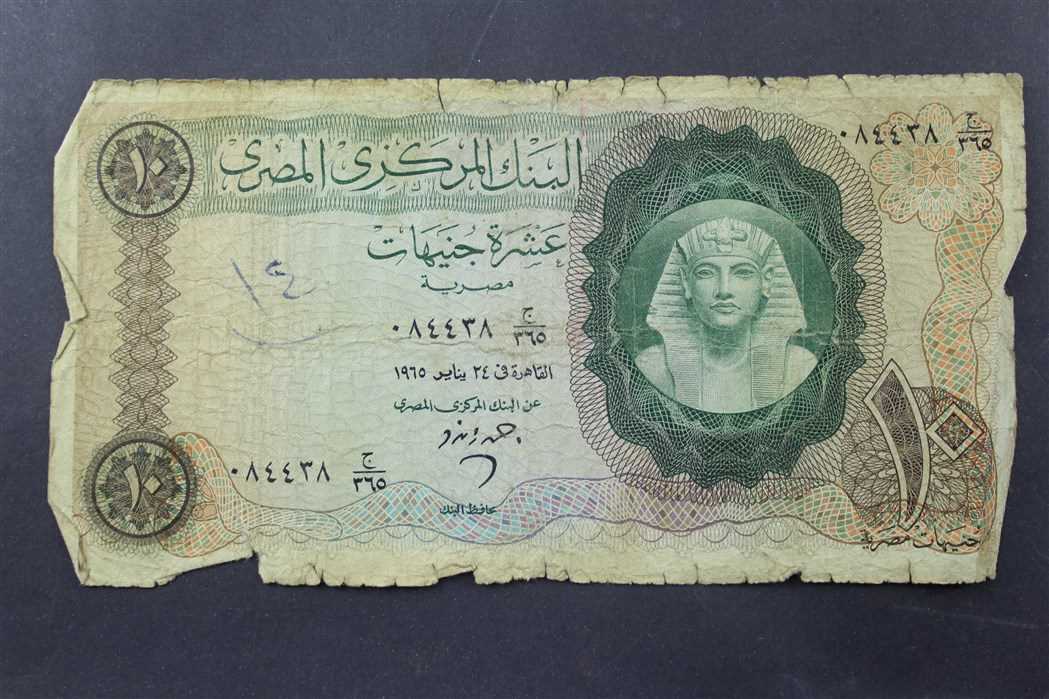 ٠٨٤٤٣٨ ج/٣٦٥
١٠ البنك المركزى المصرى
عشرة جنيهات
مصرية
٠٨٤٤٣٨ ج/٣٦٥
القاهرة فى ٢٤ يناير ١٩٦٥
عن البنك المركزى المصرى
محافظ البنك
١٠ ٠٨٤٤٣٨ ج/٣٦٥
١٠
جنيهات مصرية